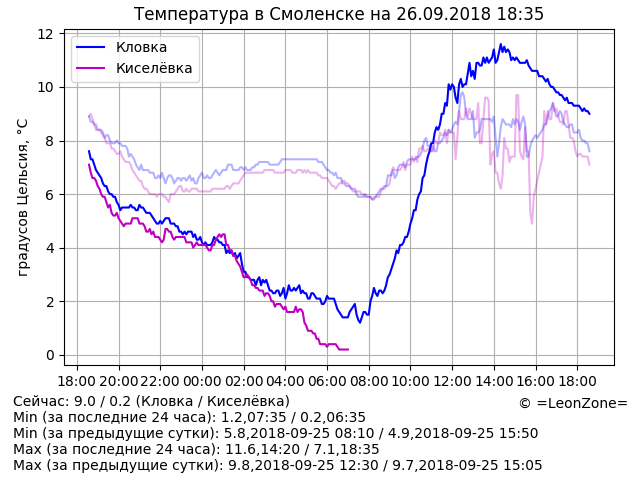 Температура в Смоленске на 26.09.2018 18:35
Кловка
Киселёвка
градусов Цельсия, °C
12
10
8
6
4
2
0
18:00 20:00 22:00 00:00 02:00 04:00 06:00 08:00 10:00 12:00 14:00 16:00 18:00
Сейчас: 9.0 / 0.2 (Кловка / Киселёвка)
© =LeonZone=
Min (за последние 24 часа): 1.2,07:35 / 0.2,06:35
Min (за предыдущие сутки): 5.8,2018-09-25 08:10 / 4.9,2018-09-25 15:50
Max (за последние 24 часа): 11.6,14:20 / 7.1,18:35
Max (за предыдущие сутки): 9.8,2018-09-25 12:30 / 9.7,2018-09-25 15:05